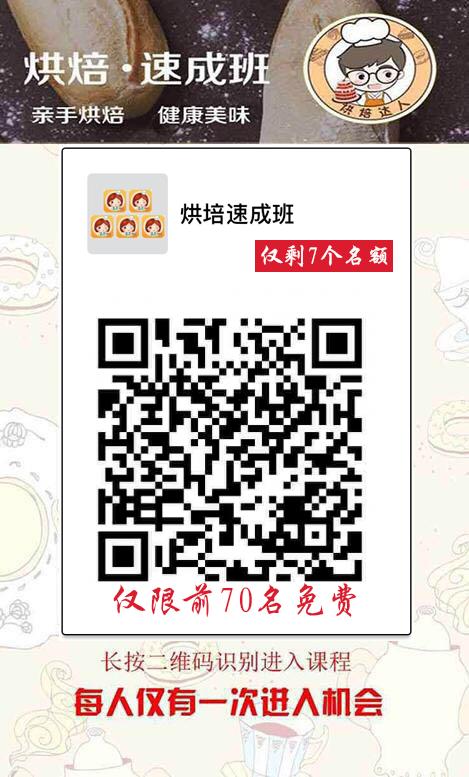 烘焙·速成班
亲手烘焙 健康美味
烘焙达人
烘培速成班
仅剩7个名额
仅限前70名免费
长按二维码识别进入课程
每人仅有一次进入机会